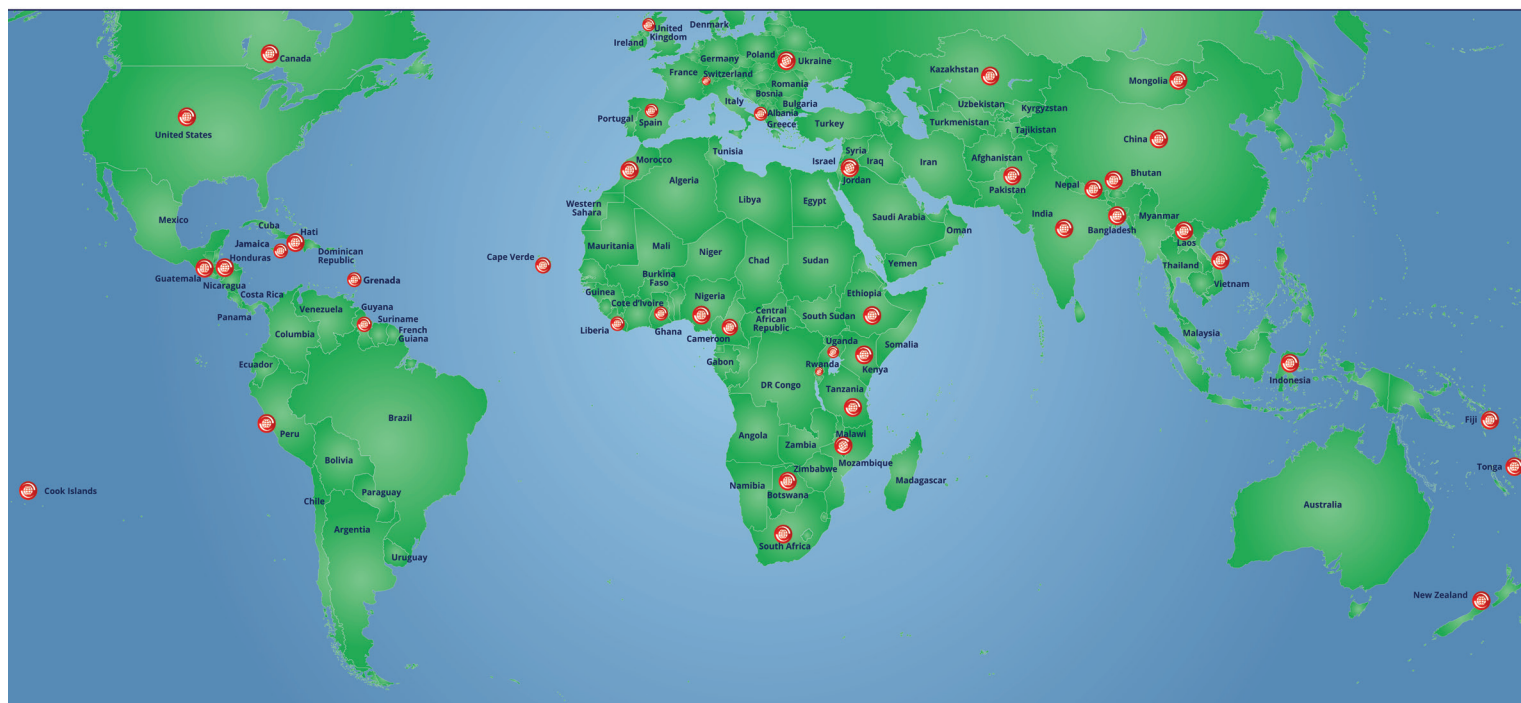 Canada
United States
Mexico
Cuba
Hati
Jamaica
Dominican
Republic
Honduras
Guatemala
Nicaragua
Grenada
Costa Rica
Panama
Venezuela
Guyana
Suriname
French
Guiana
Columbia
Ecuador
Peru
Brazil
Bolivia
Paraguay
Chile
Argentia
Uruguay
Cook Islands
Cape Verde
United
Kingdom
Ireland
Denmark
Germany
Poland
Ukraine
France
Switzerland
Romania
Bosnia
Italy
Bulgaria
Albania
Greece
Portugal
Spain
Turkey
Morocco
Tunisia
Algeria
Libya
Egypt
Western
Sahara
Mauritania
Mali
Niger
Chad
Sudan
Burkina
Faso
Guinea
Cote d'Ivoire
Nigeria
Liberia
Ghana
Cameroon
Central
African
Republic
South Sudan
Ethiopia
Somalia
Uganda
Rwanda
Kenya
Gabon
DR Congo
Tanzania
Angola
Zambia
Malawi
Mozambique
Zimbabwe
Namibia
Botswana
Madagascar
South Africa
Syria
Israel
Iraq
Jordan
Iran
Saudi Arabia
Oman
Yemen
Kazakhstan
Uzbekistan
Kyrgyzstan
Turkmenistan
Tajikistan
Afghanistan
Pakistan
Mongolia
China
Nepal
Bhutan
India
Bangladesh
Myanmar
Laos
Thailand
Vietnam
Malaysia
Indonesia
Fiji
Tonga
Australia
New Zealand